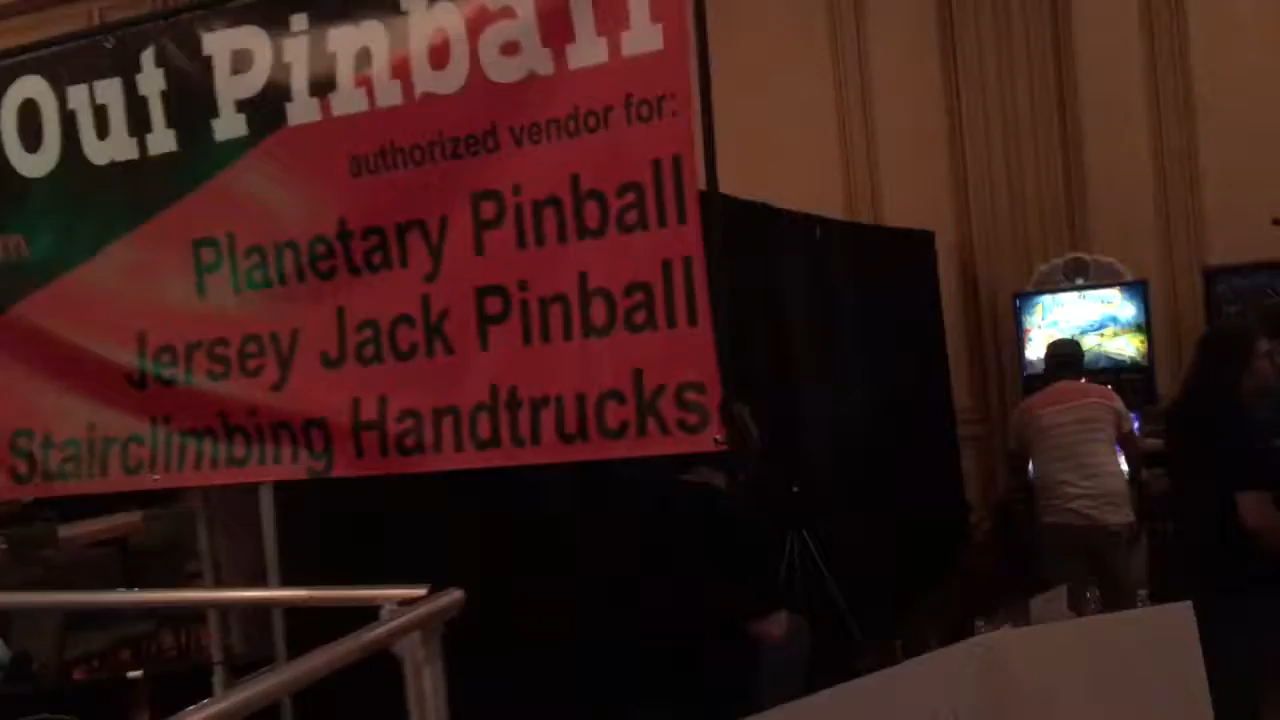 Out Pinball
authorized vendor for:
Planetary Pinball
Jersey Jack Pinball
Stairclimbing Handtrucks